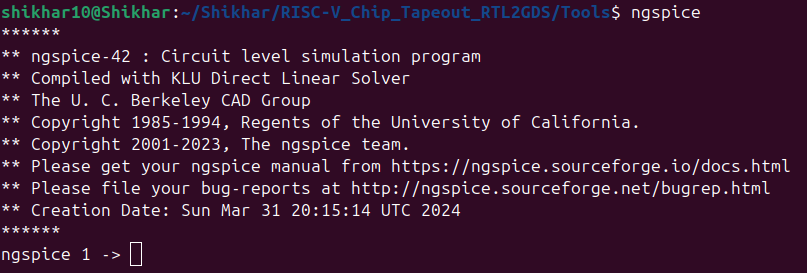 shikhar10@Shikhar:~/Shikhar/RISC-V_Chip_Tapeout_RTL2GDS/Tools$ ngspice
******
** ngspice-42 : Circuit level simulation program
** Compiled with KLU Direct Linear Solver
** The U. C. Berkeley CAD Group
** Copyright 1985-1994, Regents of the University of California.
** Copyright 2001-2023, The ngspice team.
** Please get your ngspice manual from https://ngspice.sourceforge.io/docs.html
** Please file your bug-reports at http://ngspice.sourceforge.net/bugrep.html
** Creation Date: Sun Mar 31 20:15:14 UTC 2024
******
ngspice 1 ->